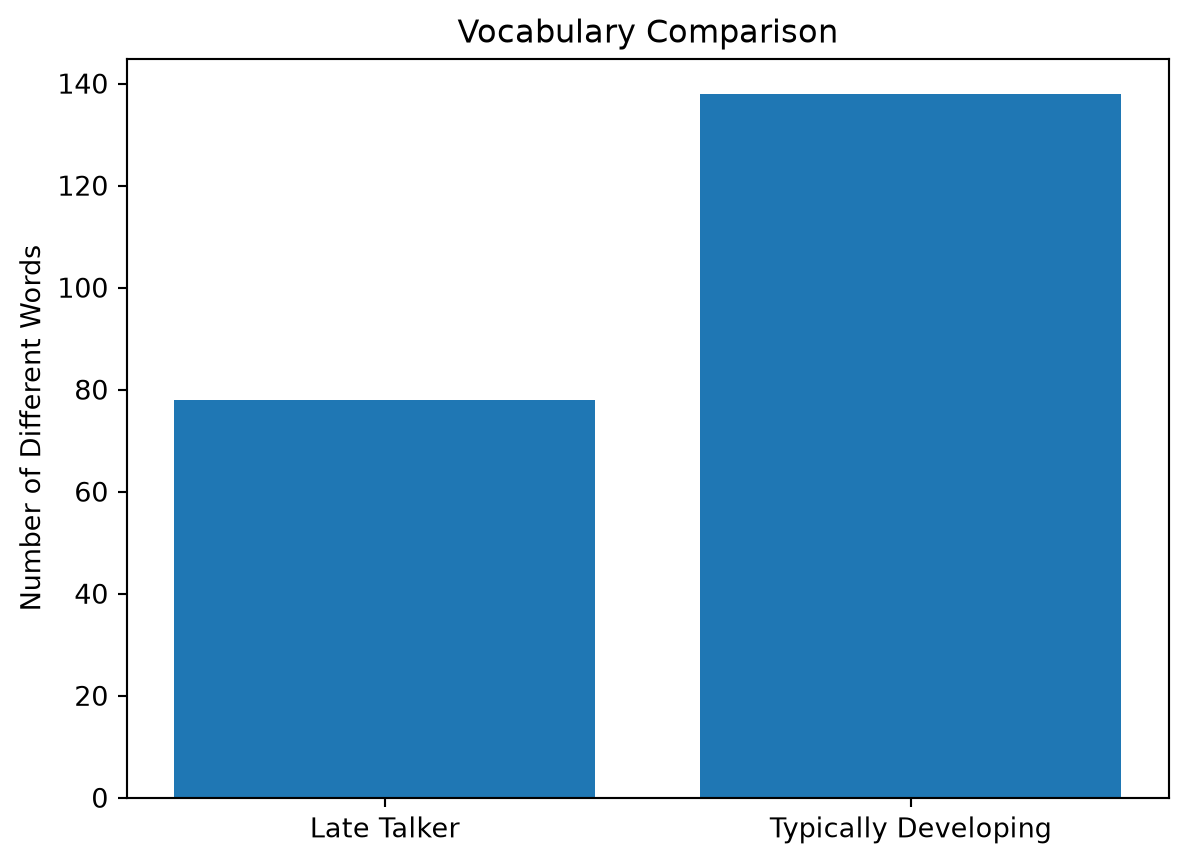 Vocabulary Comparison
Number of Different Words
140
120
100
80
60
40
20
0
Late Talker
Typically Developing